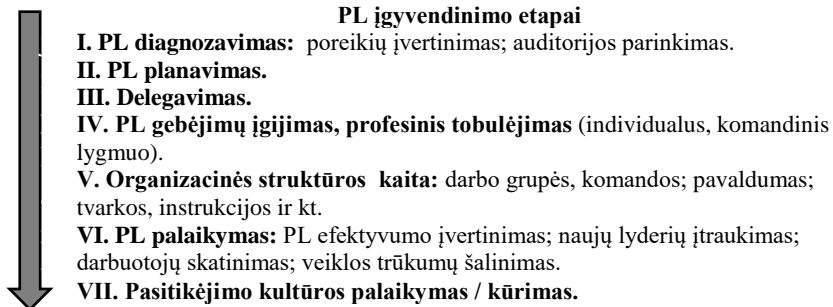 PL įgyvendinimo etapai
I. PL diagnozavimas: poreikių įvertinimas; auditorijos parinkimas.
II. PL planavimas.
III. Delegavimas.
IV. PL gebėjimų įgijimas, profesinis tobulėjimas (individualus, komandinis
lygmuo).
V. Organizacinės struktūros kaita: darbo grupės, komandos; pavaldumas;
tvarkos, instrukcijos ir kt.
VI. PL palaikymas: PL efektyvumo įvertinimas; naujų lyderių įtraukimas;
darbuotojų skatinimas; veiklos trūkumų šalinimas.
VII. Pasitikėjimo kultūros palaikymas / kūrimas.